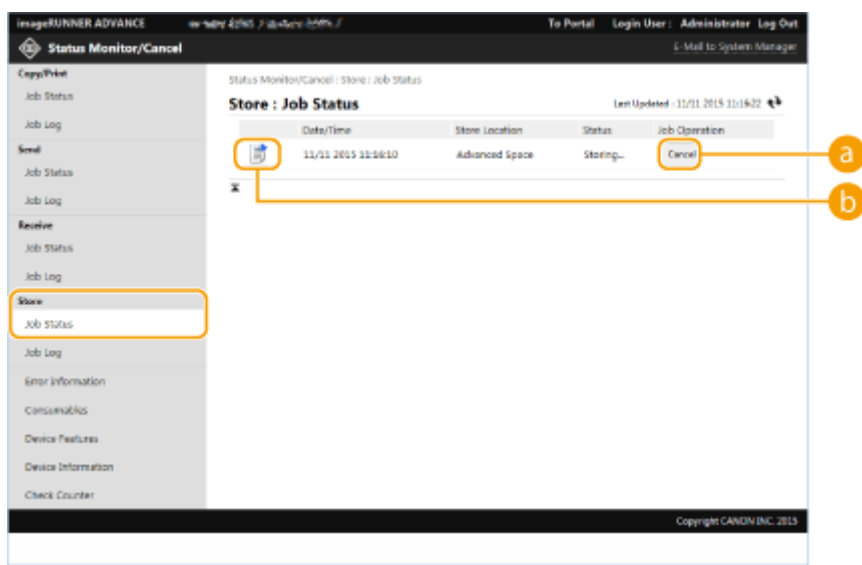 imageRUNNER ADVANCE
To Portal Login User : Administrator Log Out
Status Monitor/Cancel
E-Mail to System Manager
Copy/Print
Job Status
Job Log
Send
Job Status
Job Log
Receive
Job Status
Job Log
Store
Job Status
Job Log
Error Information
Consumables
Device Features
Device Information
Check Counter
Status Monitor/Cancel : Store : Job Status
Store : Job Status
Last Updated : 11/11 2015 11:16:22
Date/Time Store Location Status Job Operation
11/11 2015 11:16:10 Advanced Space Storing... Cancel
a
b
Copyright CANON INC. 2015